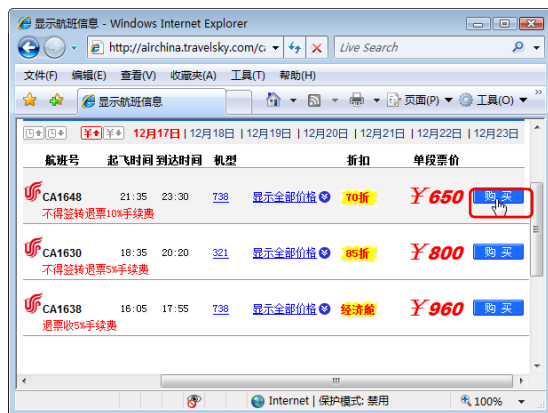 显示航班信息 - Windows Internet Explorer
http://airchina.travelsky.com/c
Live Search
文件(F) 编辑(E) 查看(V) 收藏夹(A) 工具(T) 帮助(H)
显示航班信息 页面(P) 工具(O) »
¥ ¥ 12月17日 | 12月18日 | 12月19日 | 12月20日 | 12月21日 | 12月22日 | 12月23日
航班号 起飞时间 到达时间 机型 折扣 单段票价
CA1648 21:35 23:30 738 显示全部价格 70折 ¥650 购买
不得签转退票10%手续费
CA1630 18:35 20:20 321 显示全部价格 85折 ¥800 购买
不得签转退票5%手续费
CA1638 16:05 17:55 738 显示全部价格 经济舱 ¥960 购买
退票收5%手续费
Internet | 保护模式: 禁用 100%